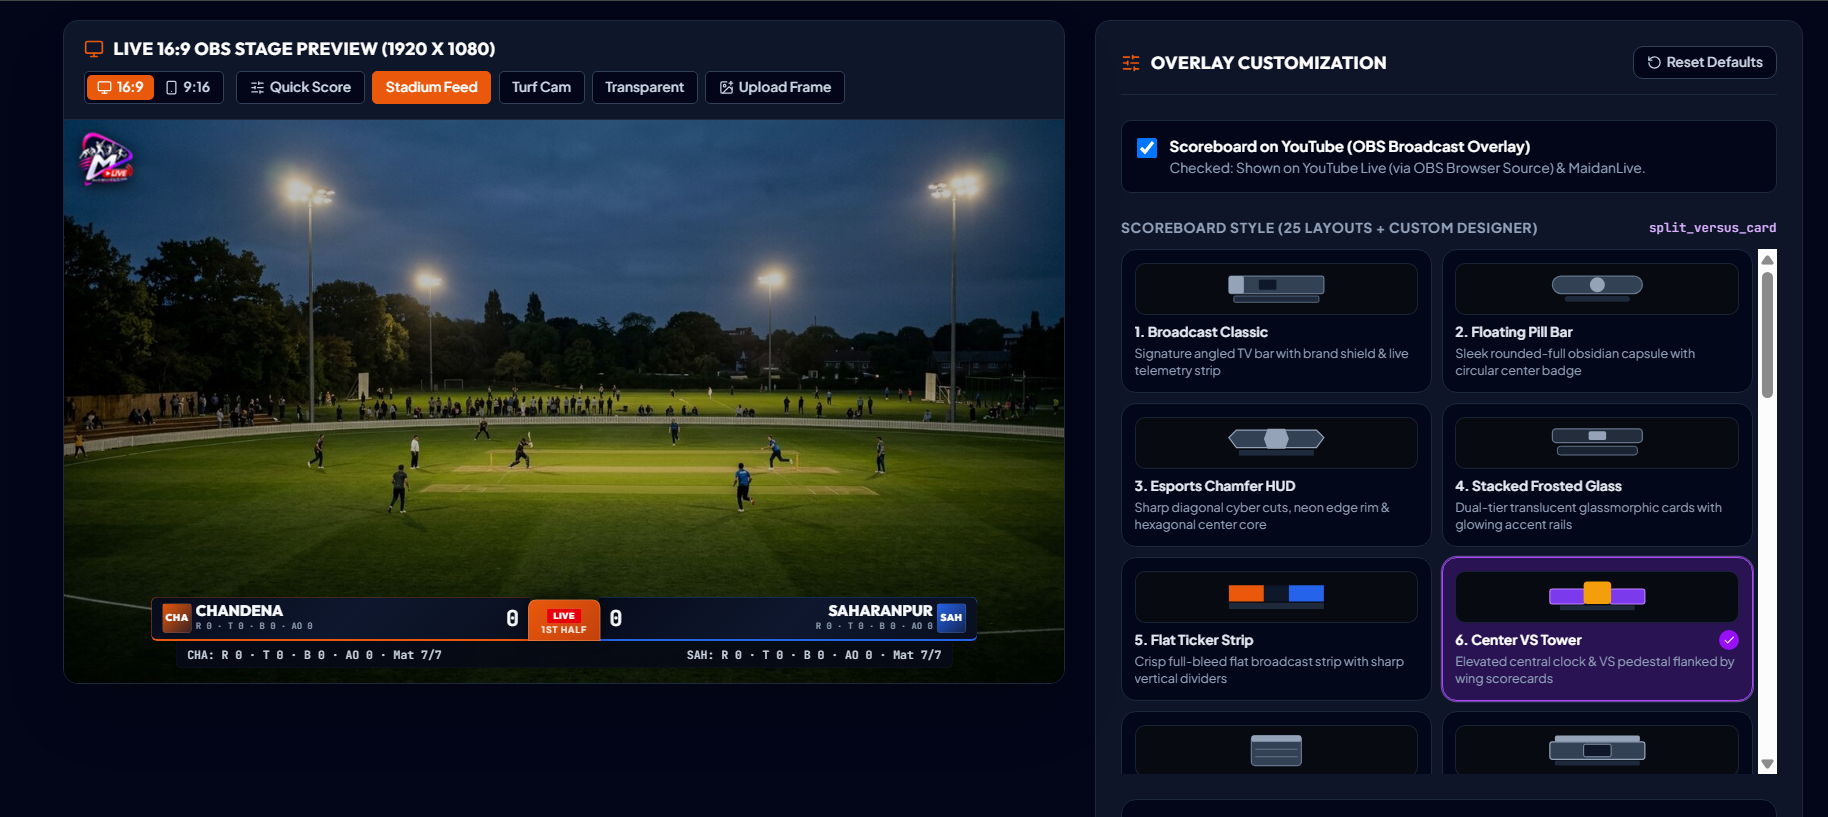 LIVE 16:9 OBS STAGE PREVIEW (1920 X 1080)
16:9
9:16
Quick Score
Stadium Feed
Turf Cam
Transparent
Upload Frame
M
LIVE
CHA
CHANDENA
R 0 - T 0 - B 0 - AO 0
0
LIVE
1ST HALF
0
SAHARANPUR
R 0 - T 0 - B 0 - AO 0
SAH
CHA: R 0 - T 0 - B 0 - AO 0 - Mat 7/7
SAH: R 0 - T 0 - B 0 - AO 0 - Mat 7/7
OVERLAY CUSTOMIZATION
Reset Defaults
Scoreboard on YouTube (OBS Broadcast Overlay)
Checked: Shown on YouTube Live (via OBS Browser Source) & MaidanLive.
SCOREBOARD STYLE (25 LAYOUTS + CUSTOM DESIGNER)
split_versus_card
1. Broadcast Classic
Signature angled TV bar with brand shield & live
telemetry strip
2. Floating Pill Bar
Sleek rounded-full obsidian capsule with
circular center badge
3. Esports Chamfer HUD
Sharp diagonal cyber cuts, neon edge rim &
hexagonal center core
4. Stacked Frosted Glass
Dual-tier translucent glassmorphic cards with
glowing accent rails
5. Flat Ticker Strip
Crisp full-bleed flat broadcast strip with sharp
vertical dividers
6. Center VS Tower
Elevated central clock & VS pedestal flanked by
wing scorecards